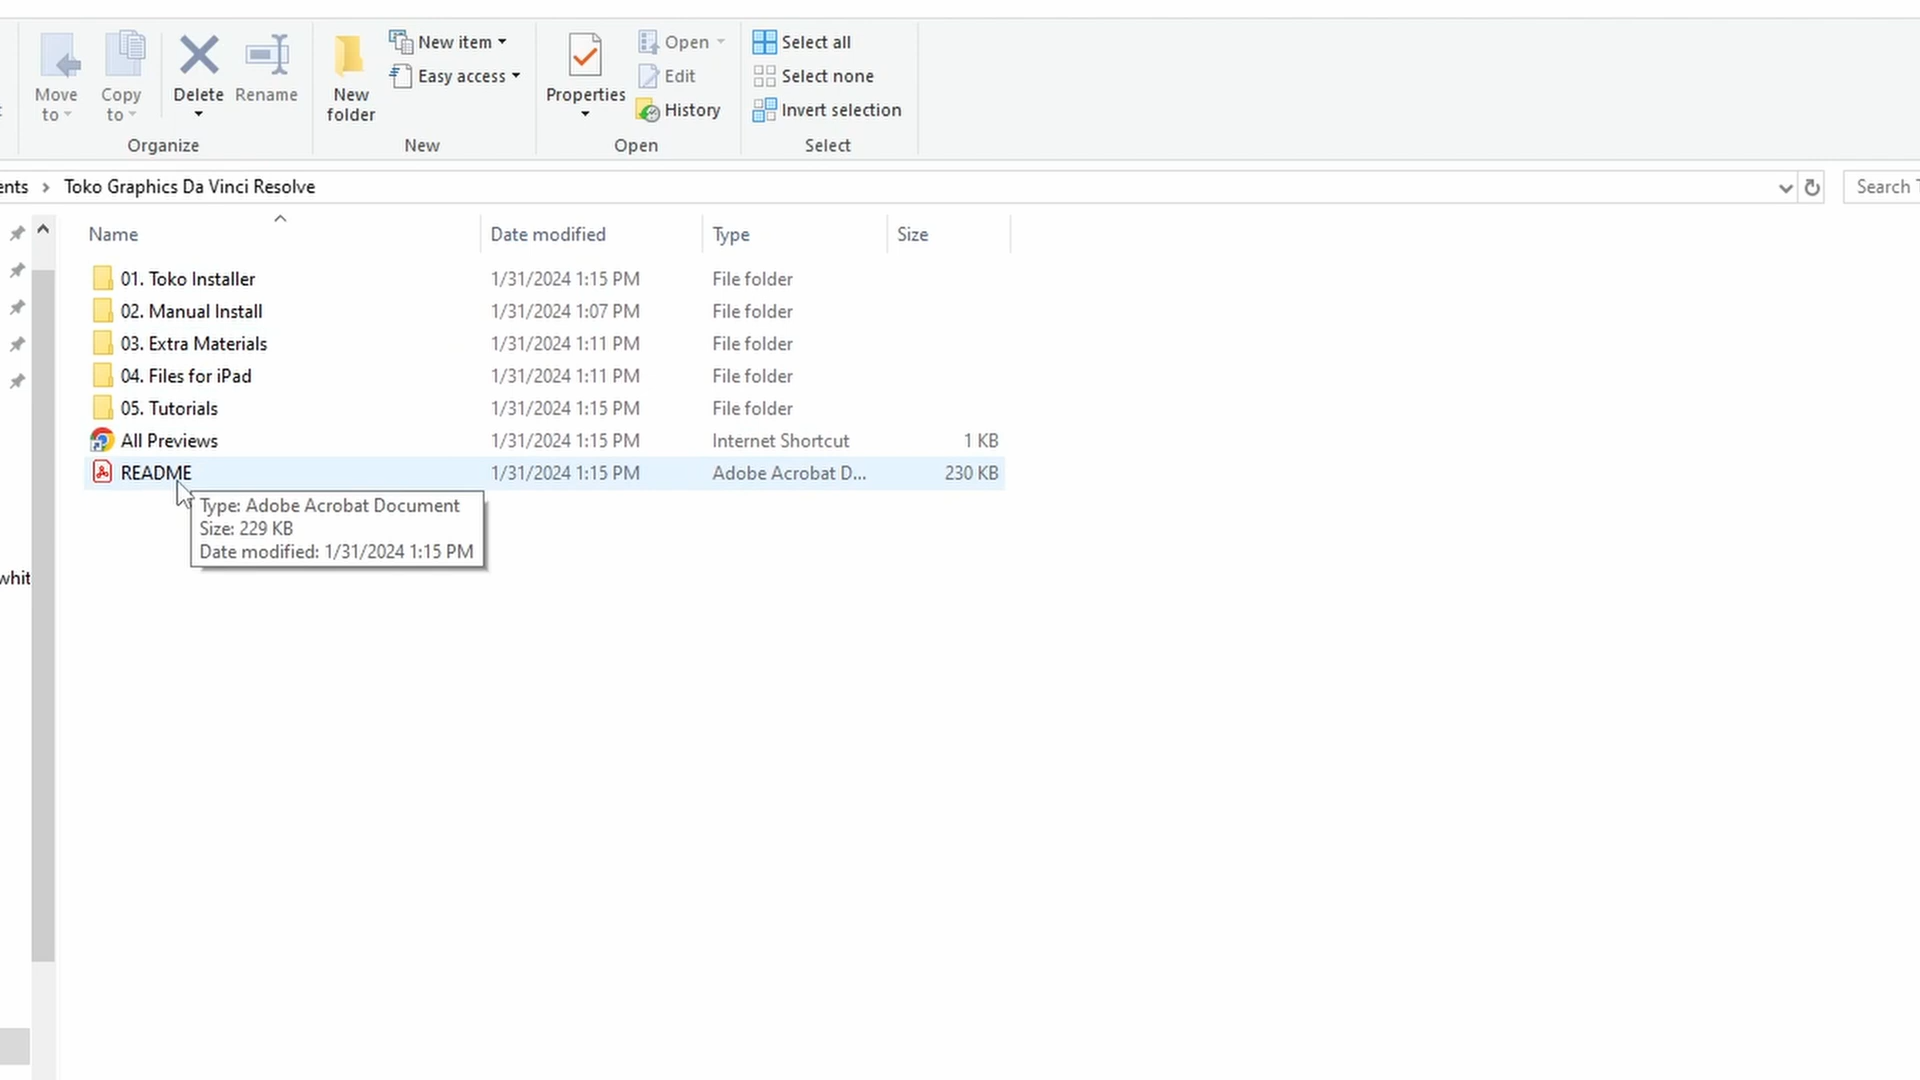 New item
Open
Select all
Easy access
Edit
Select none
Move to
Copy to
Delete
Rename
New folder
Properties
History
Invert selection
Organize
New
Open
Select
ents > Toko Graphics Da Vinci Resolve
Search T
Name Date modified Type Size
01. Toko Installer 1/31/2024 1:15 PM File folder
02. Manual Install 1/31/2024 1:07 PM File folder
03. Extra Materials 1/31/2024 1:11 PM File folder
04. Files for iPad 1/31/2024 1:11 PM File folder
05. Tutorials 1/31/2024 1:15 PM File folder
All Previews 1/31/2024 1:15 PM Internet Shortcut 1 KB
README 1/31/2024 1:15 PM Adobe Acrobat D... 230 KB
Type: Adobe Acrobat Document
Size: 229 KB
Date modified: 1/31/2024 1:15 PM
whit